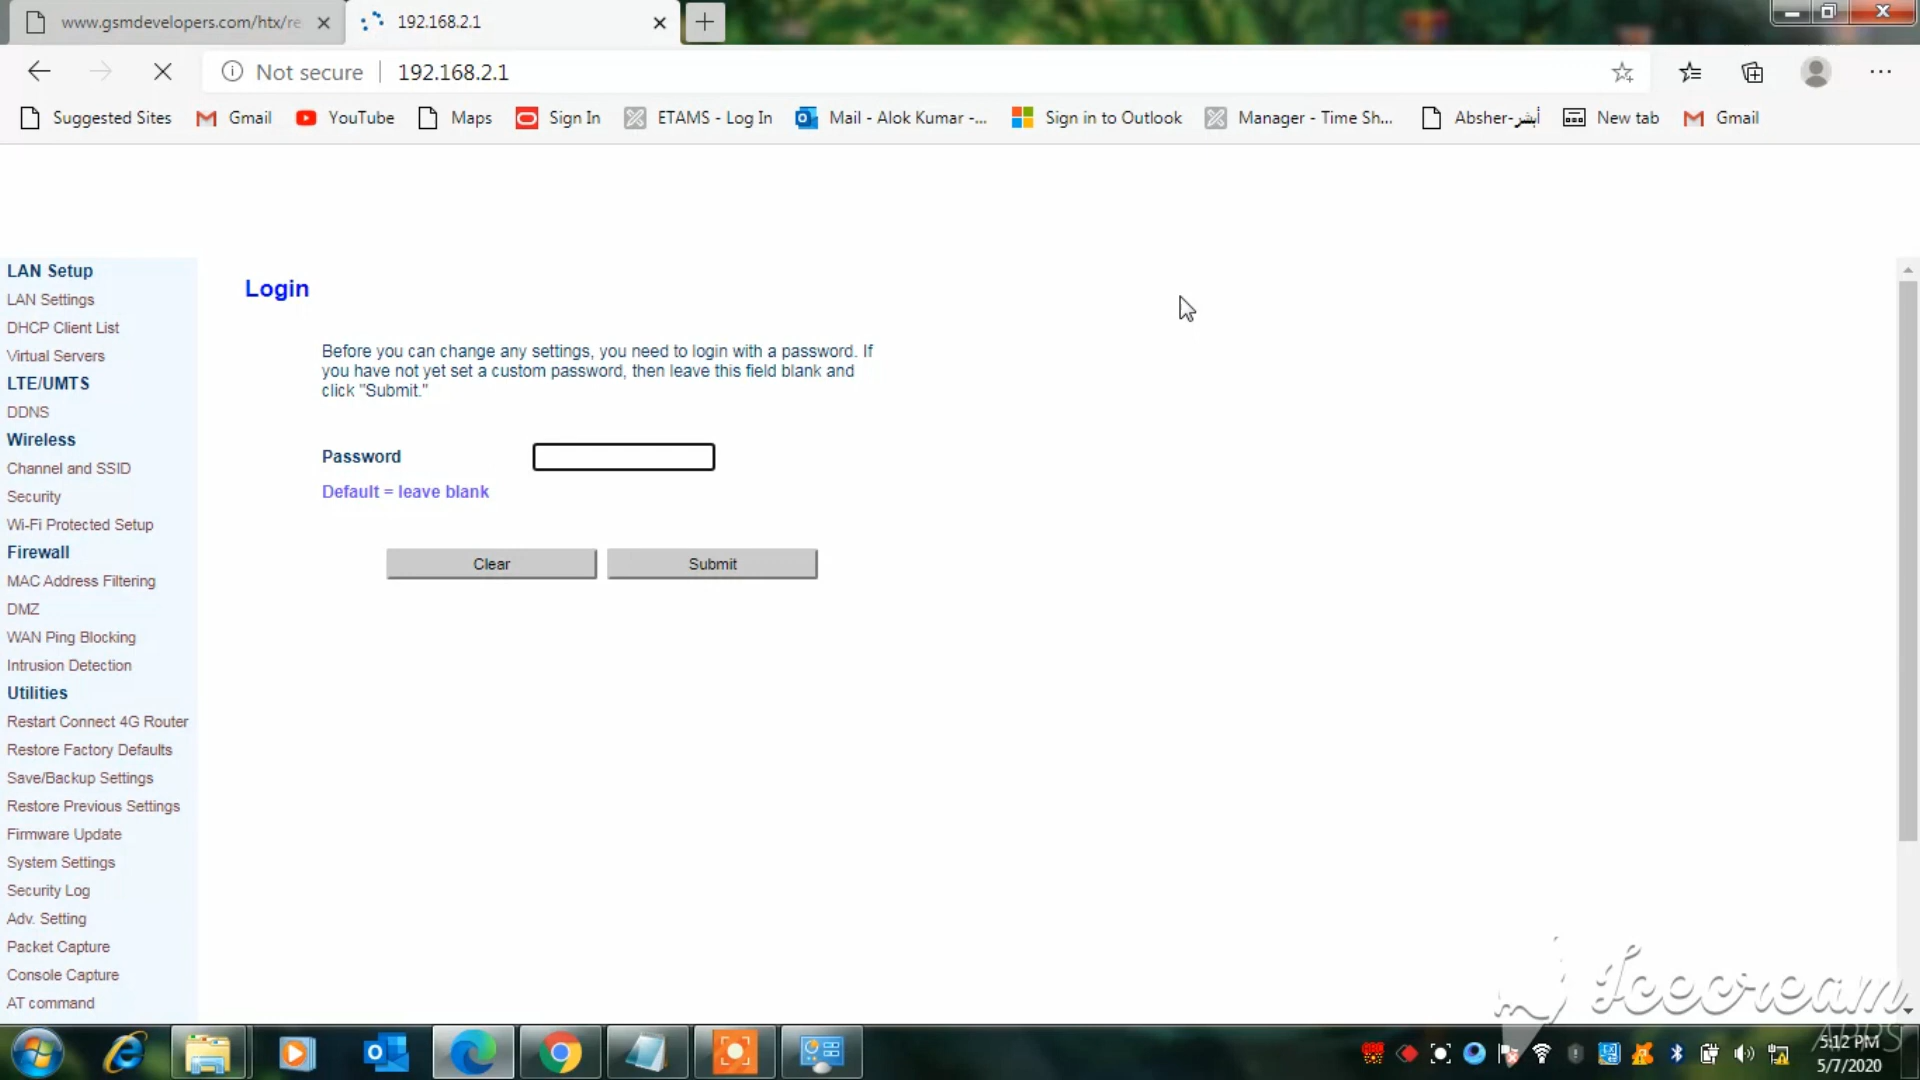 www.gsmdevelopers.com/htx/re
192.168.2.1
Not secure
192.168.2.1
Suggested Sites
Gmail
YouTube
Maps
Sign In
ETAMS - Log In
Mail - Alok Kumar -...
Sign in to Outlook
Manager - Time Sh...
Absher-أبشر
New tab
Gmail
LAN Setup
LAN Settings
DHCP Client List
Virtual Servers
LTE/UMTS
DDNS
Wireless
Channel and SSID
Security
Wi-Fi Protected Setup
Firewall
MAC Address Filtering
DMZ
WAN Ping Blocking
Intrusion Detection
Utilities
Restart Connect 4G Router
Restore Factory Defaults
Save/Backup Settings
Restore Previous Settings
Firmware Update
System Settings
Security Log
Adv. Setting
Packet Capture
Console Capture
AT command
Login
Before you can change any settings, you need to login with a password. If
you have not yet set a custom password, then leave this field blank and
click "Submit."
Password
Default = leave blank
Clear
Submit
Icecream
APPS
5:12 PM
5/7/2020